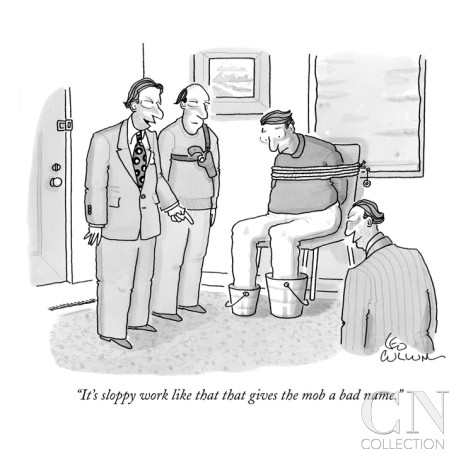 LEO
CULLUM
“It’s sloppy work like that that gives the mob a bad name.”
CN
COLLECTION